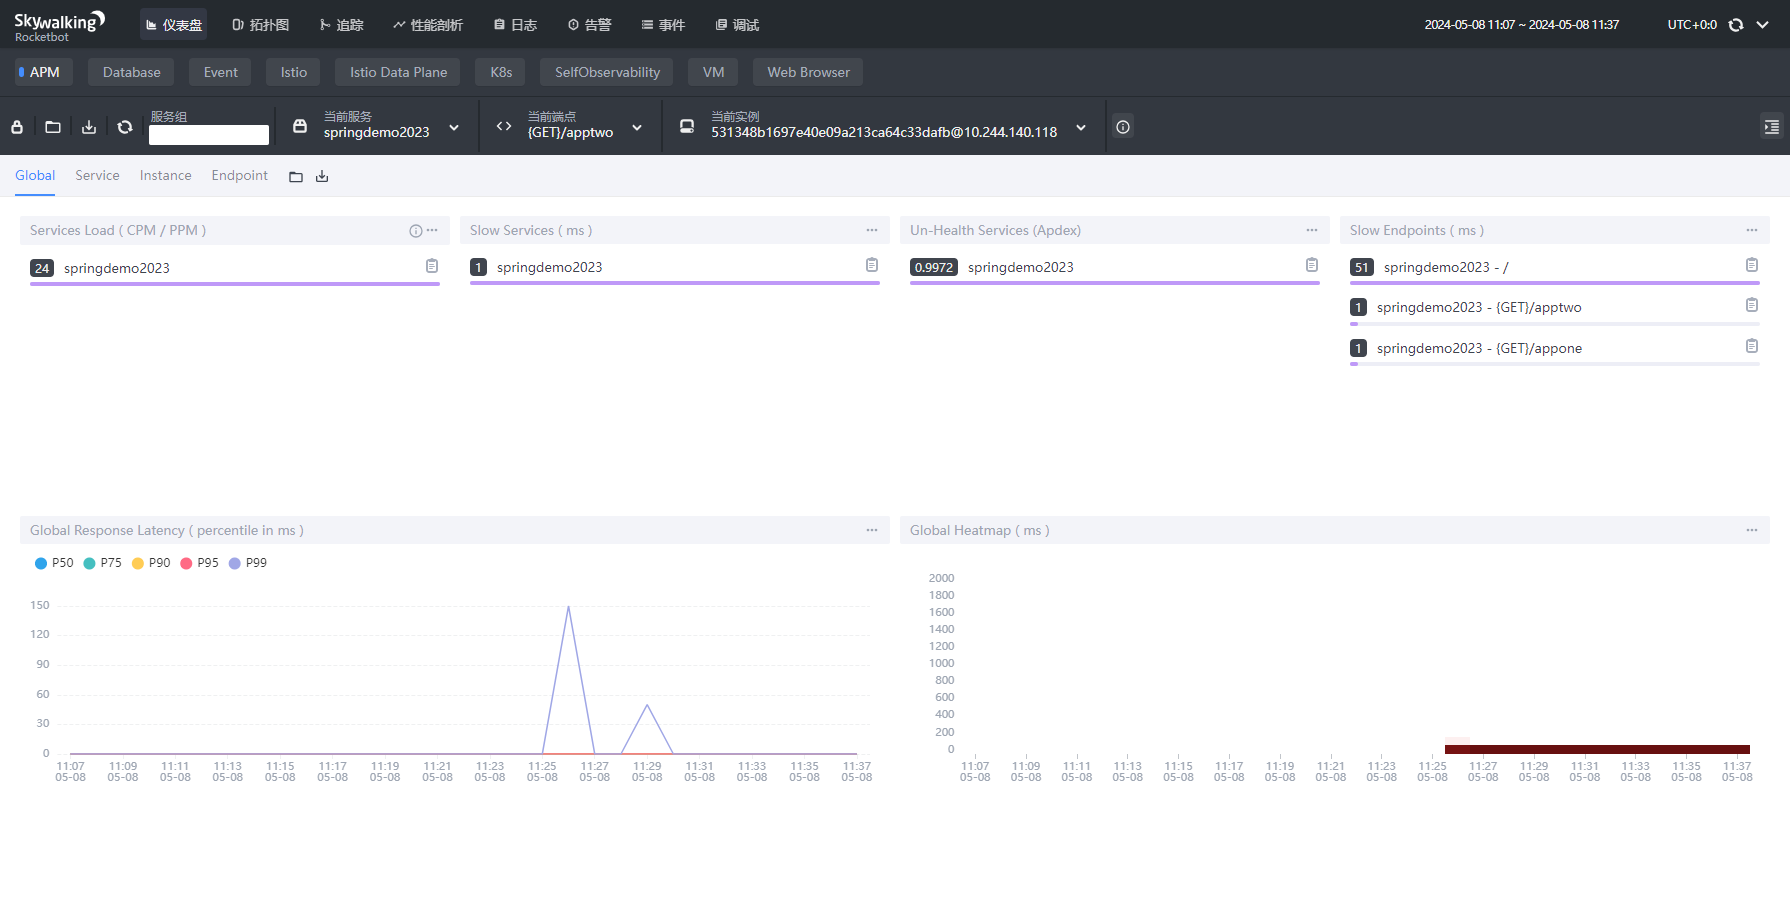 Skywalking
Rocketbot
仪表盘
拓扑图
追踪
性能剖析
日志
告警
事件
调试
2024-05-08 11:07 ~ 2024-05-08 11:37
UTC+0:0
APM
Database
Event
Istio
Istio Data Plane
K8s
SelfObservability
VM
Web Browser
服务组
当前服务
springdemo2023
当前端点
{GET}/apptwo
当前实例
531348b1697e40e09a213ca64c33dafb@10.244.140.118
Global
Service
Instance
Endpoint
Services Load ( CPM / PPM )
24 springdemo2023
Slow Services ( ms )
1 springdemo2023
Un-Health Services (Apdex)
0.9972 springdemo2023
Slow Endpoints ( ms )
51 springdemo2023 - /
1 springdemo2023 - {GET}/apptwo
1 springdemo2023 - {GET}/appone
Global Response Latency ( percentile in ms )
P50 P75 P90 P95 P99
150
120
90
60
30
0
11:07 11:09 11:11 11:13 11:15 11:17 11:19 11:21 11:23 11:25 11:27 11:29 11:31 11:33 11:35 11:37
05-08 05-08 05-08 05-08 05-08 05-08 05-08 05-08 05-08 05-08 05-08 05-08 05-08 05-08 05-08 05-08
Global Heatmap ( ms )
2000
1800
1600
1400
1200
1000
800
600
400
200
0
11:07 11:09 11:11 11:13 11:15 11:17 11:19 11:21 11:23 11:25 11:27 11:29 11:31 11:33 11:35 11:37
05-08 05-08 05-08 05-08 05-08 05-08 05-08 05-08 05-08 05-08 05-08 05-08 05-08 05-08 05-08 05-08